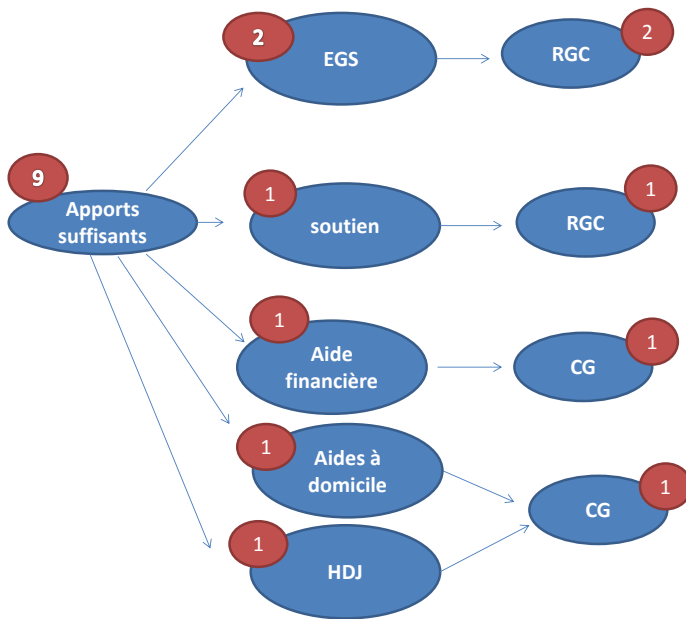 2
EGS
2
RGC
9
Apports
suffisants
1
soutien
1
RGC
1
Aide
financière
1
CG
1
Aides à
domicile
1
CG
1
HDJ